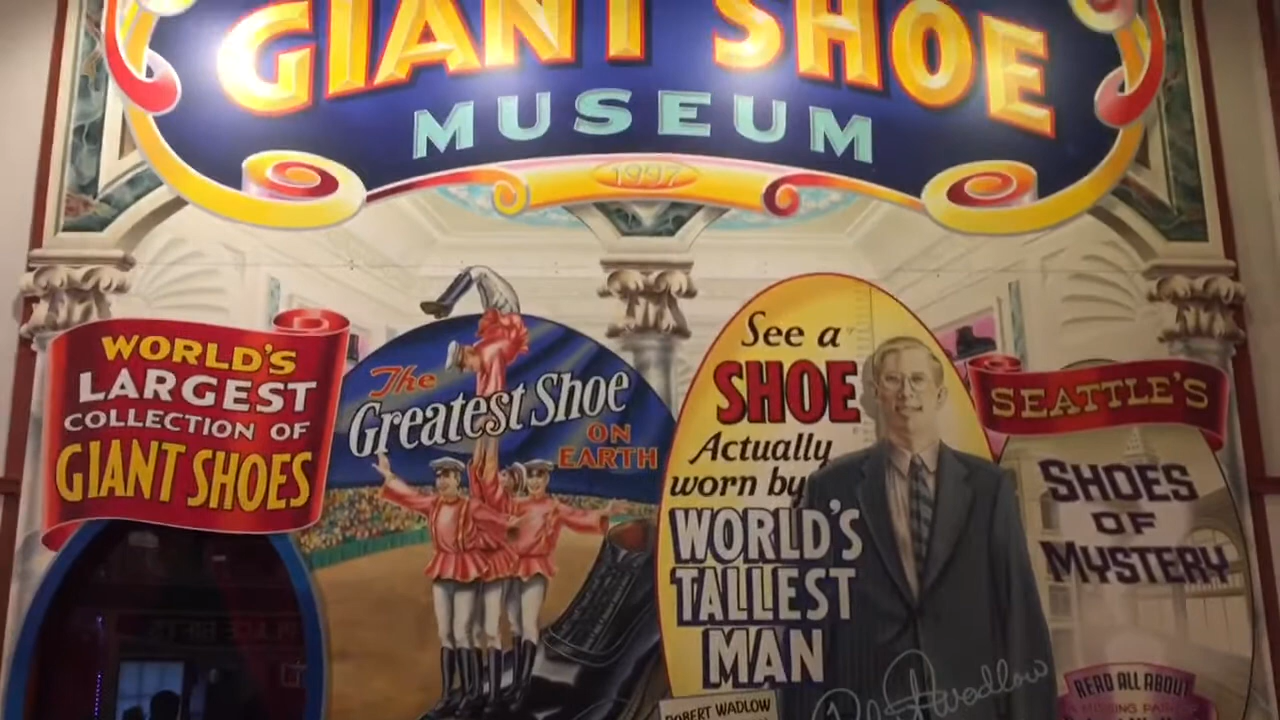 GIANT SHOE
MUSEUM
1997
WORLD'S
LARGEST
COLLECTION OF
GIANT SHOES
The
Greatest Shoe
ON
EARTH
See a
SHOE
Actually
worn by
WORLD'S
TALLEST
MAN
ROBERT WADLOW
SEATTLE'S
SHOES
OF
MYSTERY
READ ALL ABOUT